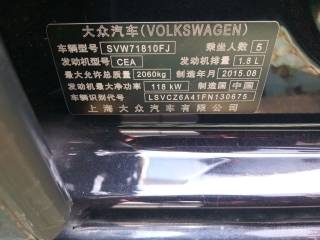 大众汽车(VOLKSWAGEN)
车辆型号 SVW71810FJ 乘坐人数 5
发动机型号 CEA 发动机排量 1.8 L
最大允许总质量 2060kg 制造年月 2015.08
发动机最大净功率 118 kW 制造国 中国
车辆识别代号 LSVCZ6A41FN130675
上海大众汽车有限公司